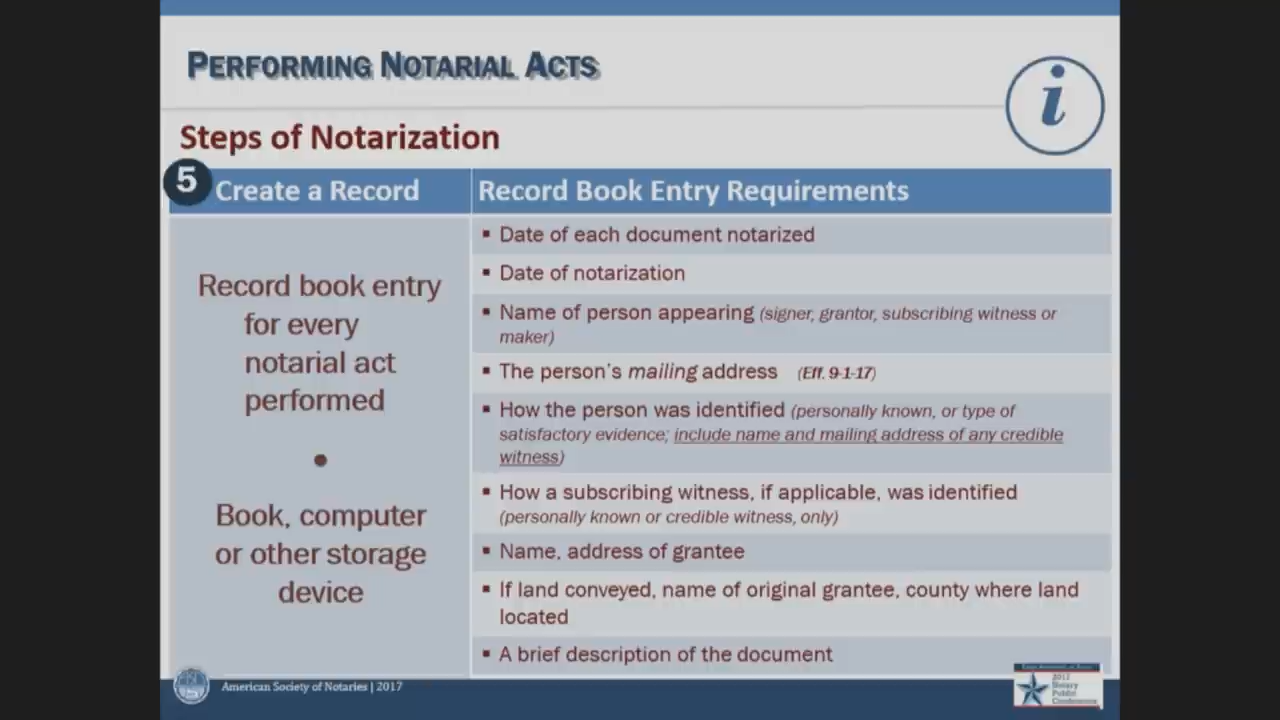 PERFORMING NOTARIAL ACTS
i
Steps of Notarization
5
Create a Record
Record Book Entry Requirements
Record book entry
for every
notarial act
performed
•
Book, computer
or other storage
device
▪ Date of each document notarized
▪ Date of notarization
▪ Name of person appearing (signer, grantor, subscribing witness or
maker)
▪ The person's mailing address (Eff. 9-1-17)
▪ How the person was identified (personally known, or type of
satisfactory evidence; include name and mailing address of any credible
witness)
▪ How a subscribing witness, if applicable, was identified
(personally known or credible witness, only)
▪ Name, address of grantee
▪ If land conveyed, name of original grantee, county where land
located
▪ A brief description of the document
American Society of Notaries | 2017
2017
Notary
Public
Conference